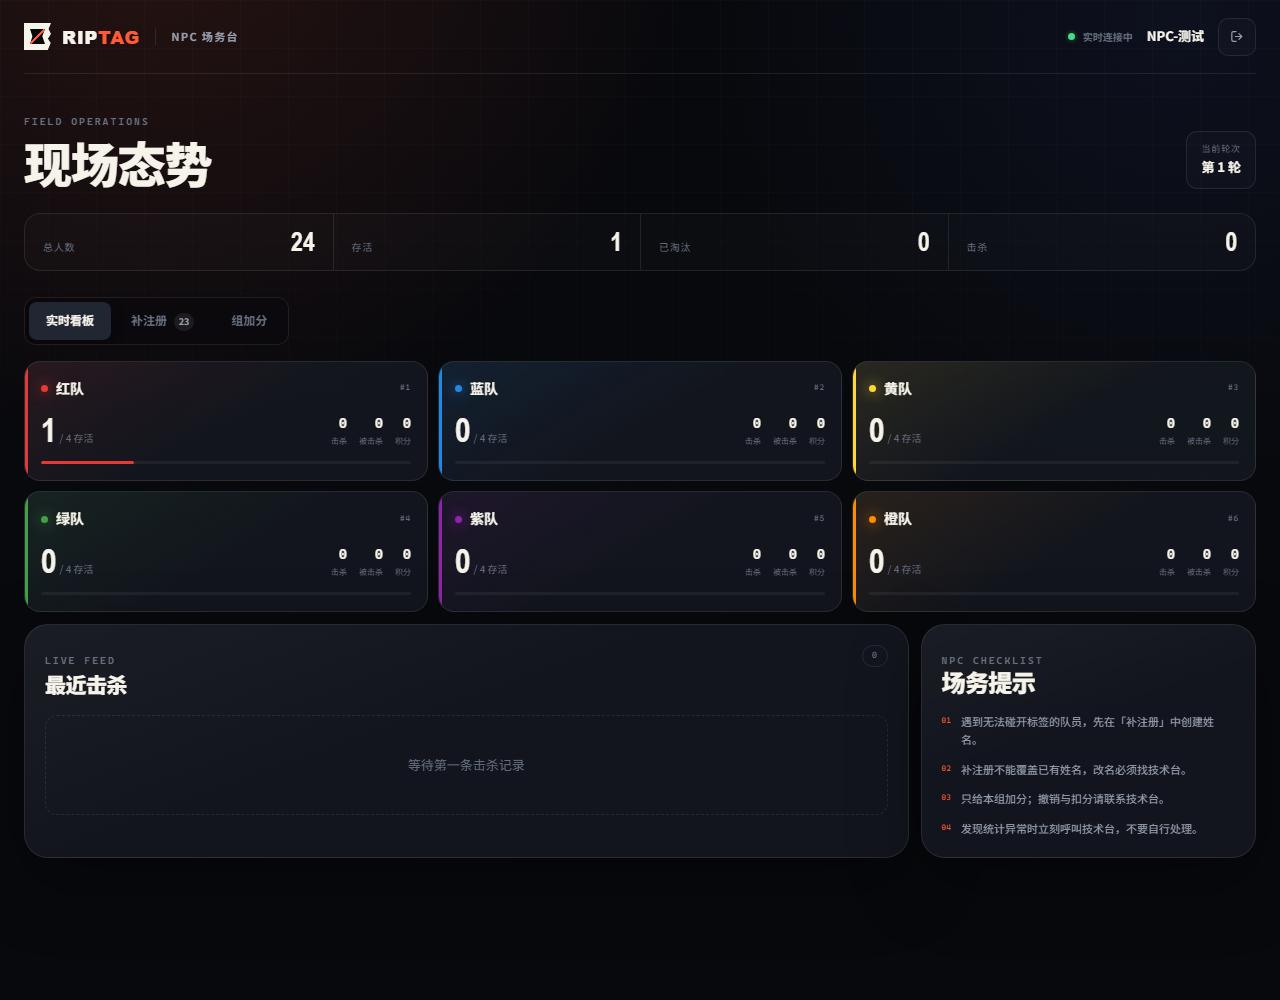 RIPTAG
NPC 场务台
实时连接中
NPC-测试
FIELD OPERATIONS
现场态势
当前轮次
第 1 轮
总人数 24
存活 1
已淘汰 0
击杀 0
实时看板
补注册 23
组加分
红队 #1
1 / 4 存活
0 0 0
击杀 被击杀 积分
蓝队 #2
0 / 4 存活
0 0 0
击杀 被击杀 积分
黄队 #3
0 / 4 存活
0 0 0
击杀 被击杀 积分
绿队 #4
0 / 4 存活
0 0 0
击杀 被击杀 积分
紫队 #5
0 / 4 存活
0 0 0
击杀 被击杀 积分
橙队 #6
0 / 4 存活
0 0 0
击杀 被击杀 积分
LIVE FEED
最近击杀
0
等待第一条击杀记录
NPC CHECKLIST
场务提示
01 遇到无法碰开标签的队员，先在「补注册」中创建姓
名。
02 补注册不能覆盖已有姓名，改名必须找技术台。
03 只给本组加分；撤销与扣分请联系技术台。
04 发现统计异常时立刻呼叫技术台，不要自行处理。